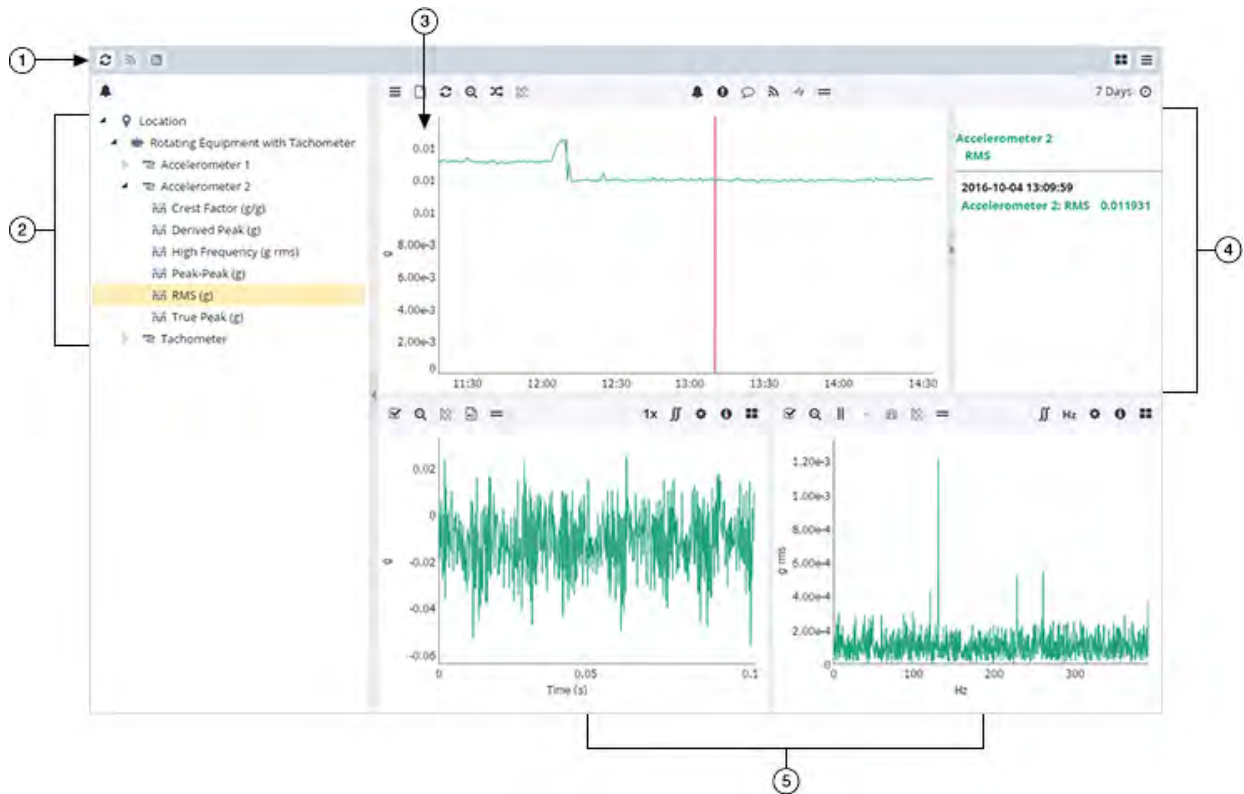 3
1
7 Days
2
Location
Rotating Equipment with Tachometer
Accelerometer 1
Accelerometer 2
Crest Factor (g/g)
Derived Peak (g)
High Frequency (g rms)
Peak-Peak (g)
RMS (g)
True Peak (g)
Tachometer
0.01
0.01
0.01
8.00e-3
6.00e-3
4.00e-3
2.00e-3
0
g
11:30 12:00 12:30 13:00 13:30 14:00 14:30
Accelerometer 2
RMS
2016-10-04 13:09:59
Accelerometer 2: RMS 0.011931
4
1x
0.02
0
-0.02
-0.04
-0.06
g
0 0.05 0.1
Time (s)
Hz
1.20e-3
1.00e-3
8.00e-4
6.00e-4
4.00e-4
2.00e-4
0
g rms
0 100 200 300
Hz
5